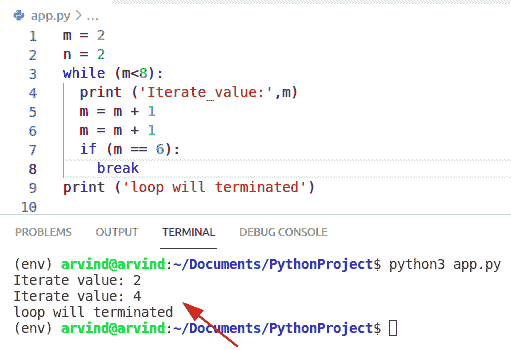 app.py > ...
1 m = 2
2 n = 2
3 while (m<8):
4 print ('Iterate_value:',m)
5 m = m + 1
6 m = m + 1
7 if (m == 6):
8 break
9 print ('loop will terminated')
10
PROBLEMS OUTPUT TERMINAL DEBUG CONSOLE
(env) arvind@arvind:~/Documents/PythonProject$ python3 app.py
Iterate value: 2
Iterate value: 4
loop will terminated
(env) arvind@arvind:~/Documents/PythonProject$